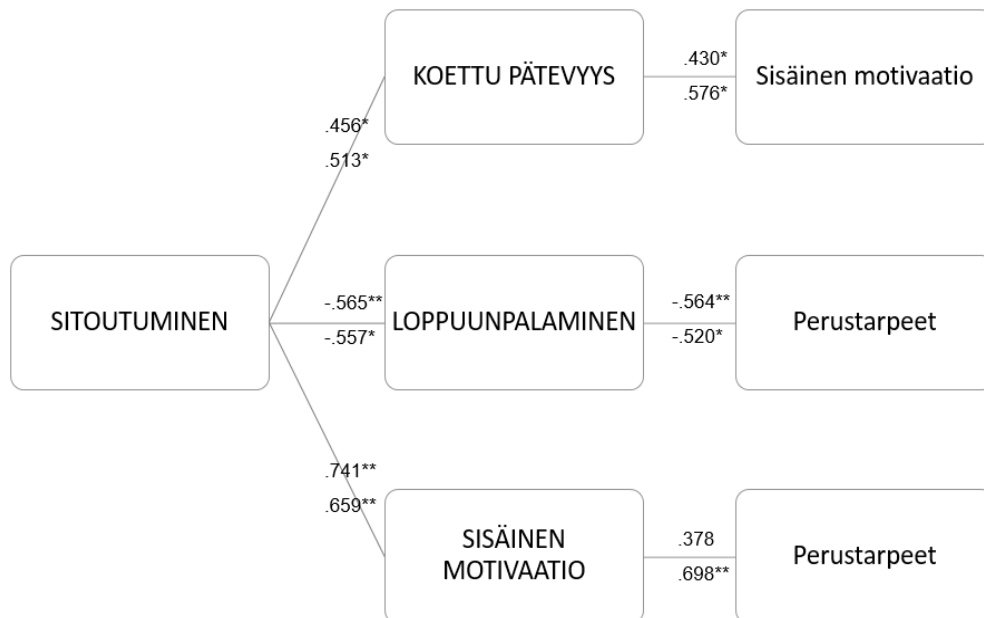 KOETTU PÄTEVYYS
.430*
.576*
Sisäinen motivaatio
.456*
.513*
SITOUTUMINEN
-.565**
-.557*
LOPPUUNPALAMINEN
-.564**
-.520*
Perustarpeet
.741**
.659**
SISÄINEN
MOTIVAATIO
.378
.698**
Perustarpeet